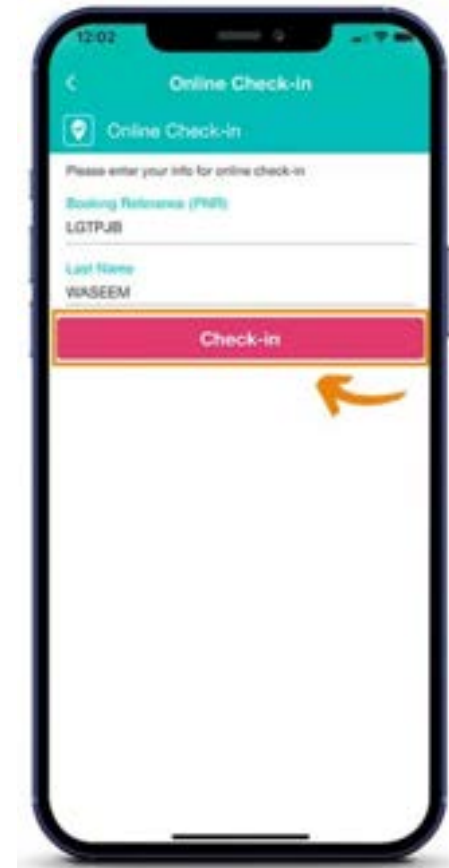 12:02
Online Check-in
Online Check-in
Please enter your info for online check-in
Booking Reference (PNR)
LGTPJB
Last Name
WASEEM
Check-in